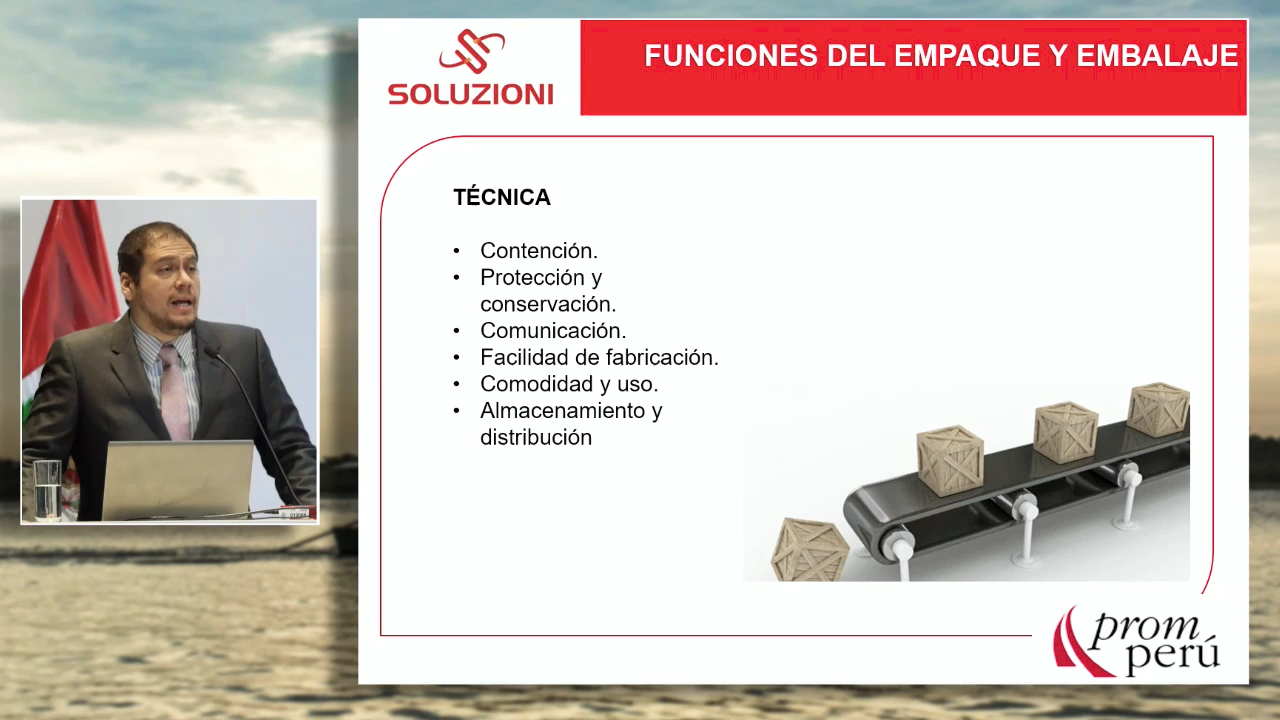 SOLUZIONI
FUNCIONES DEL EMPAQUE Y EMBALAJE
TÉCNICA
• Contención.
• Protección y
conservación.
• Comunicación.
• Facilidad de fabricación.
• Comodidad y uso.
• Almacenamiento y
distribución
prom
perú